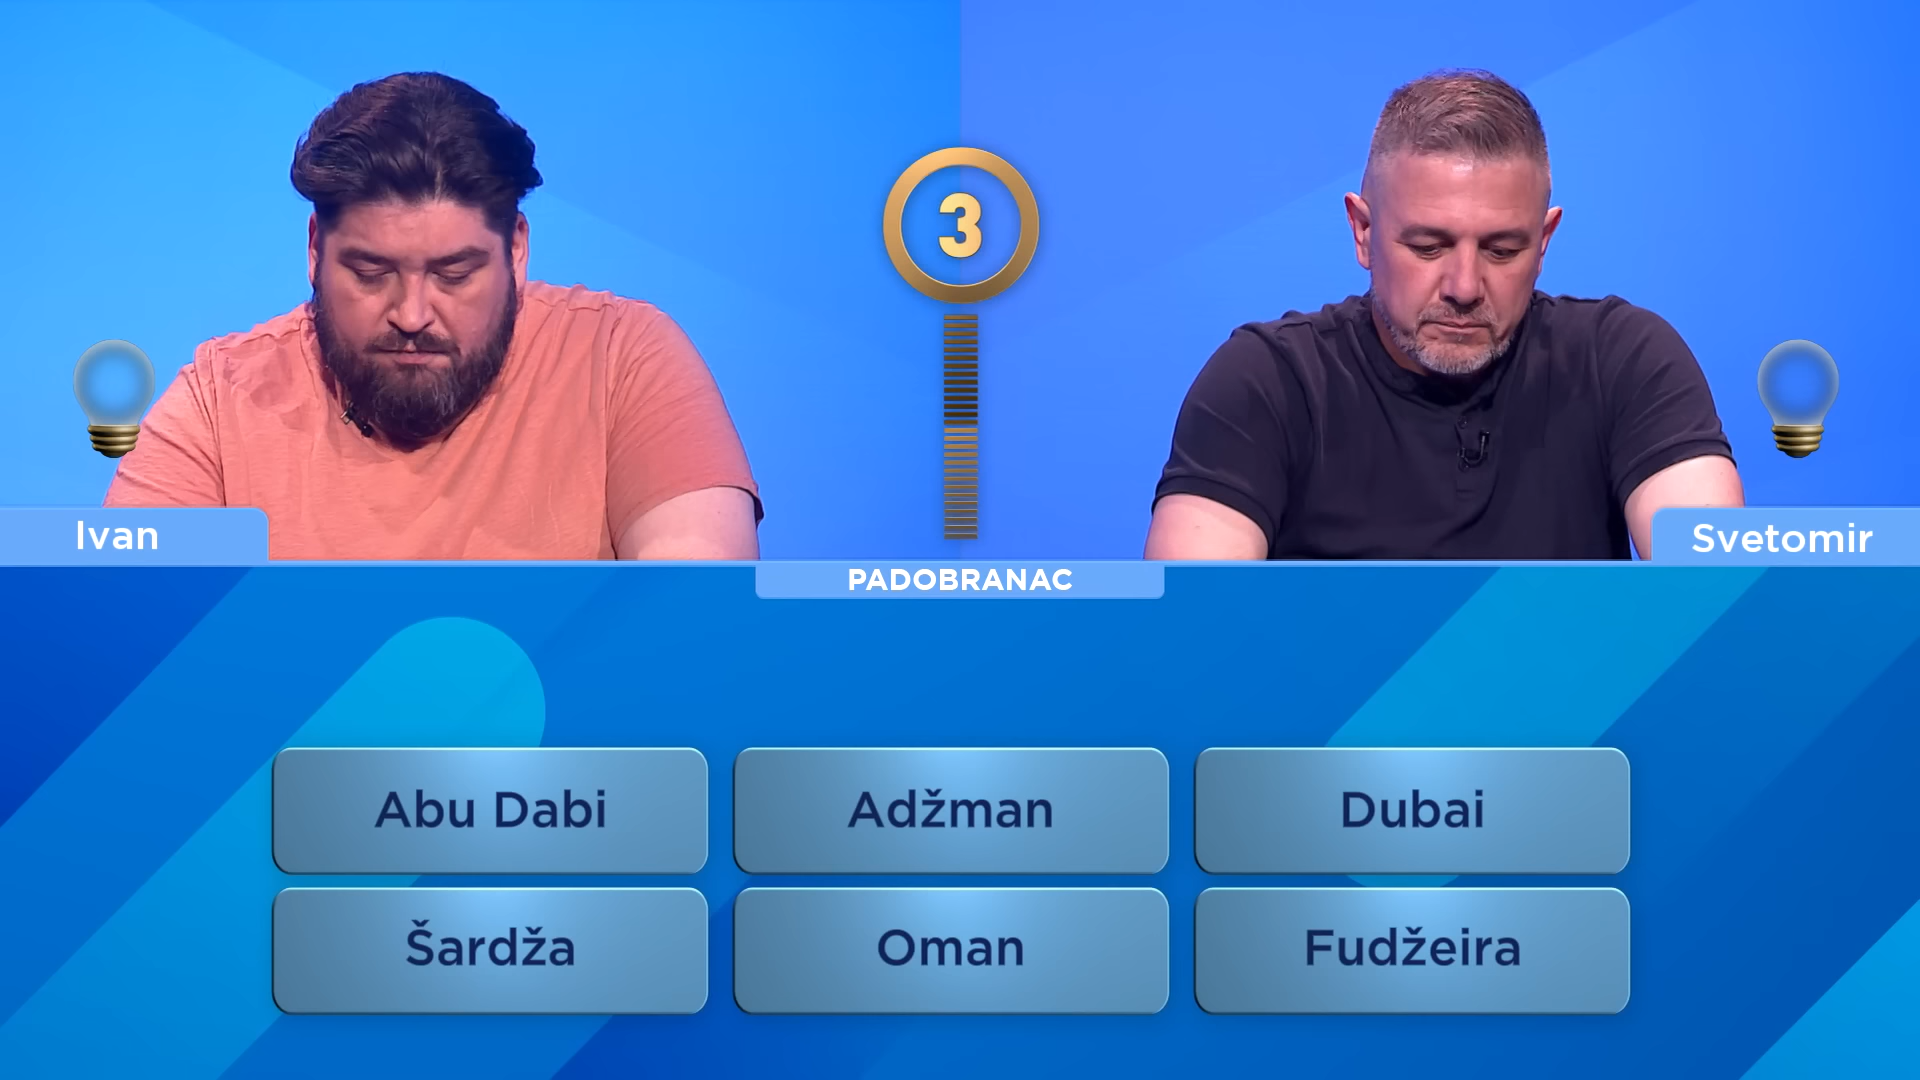 3
Ivan
Svetomir
PADOBRANAC
Abu Dabi
Adžman
Dubai
Šardža
Oman
Fudžeira